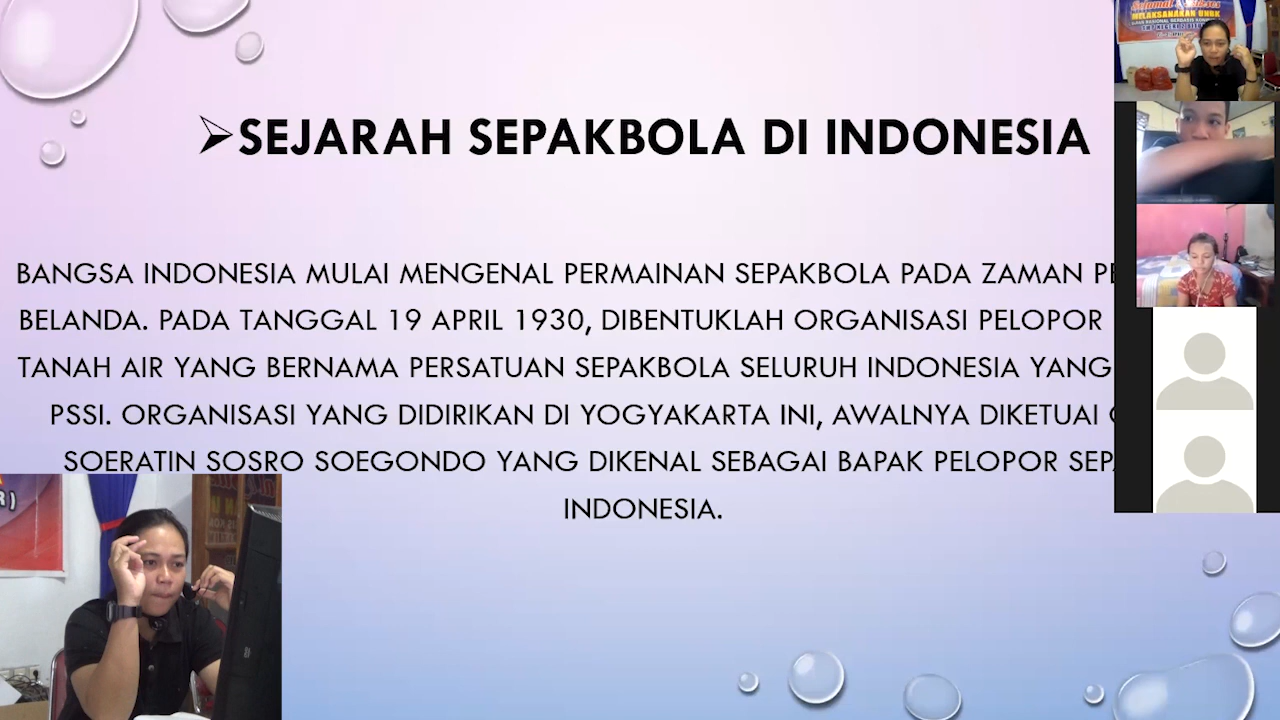 ➢SEJARAH SEPAKBOLA DI INDONESIA
BANGSA INDONESIA MULAI MENGENAL PERMAINAN SEPAKBOLA PADA ZAMAN
BELANDA. PADA TANGGAL 19 APRIL 1930, DIBENTUKLAH ORGANISASI PELOPOR
TANAH AIR YANG BERNAMA PERSATUAN SEPAKBOLA SELURUH INDONESIA YANG
PSSI. ORGANISASI YANG DIDIRIKAN DI YOGYAKARTA INI, AWALNYA DIKETUAI
SOERATIN SOSRO SOEGONDO YANG DIKENAL SEBAGAI BAPAK PELOPOR
INDONESIA.
MELAKSANAKAN UNBK